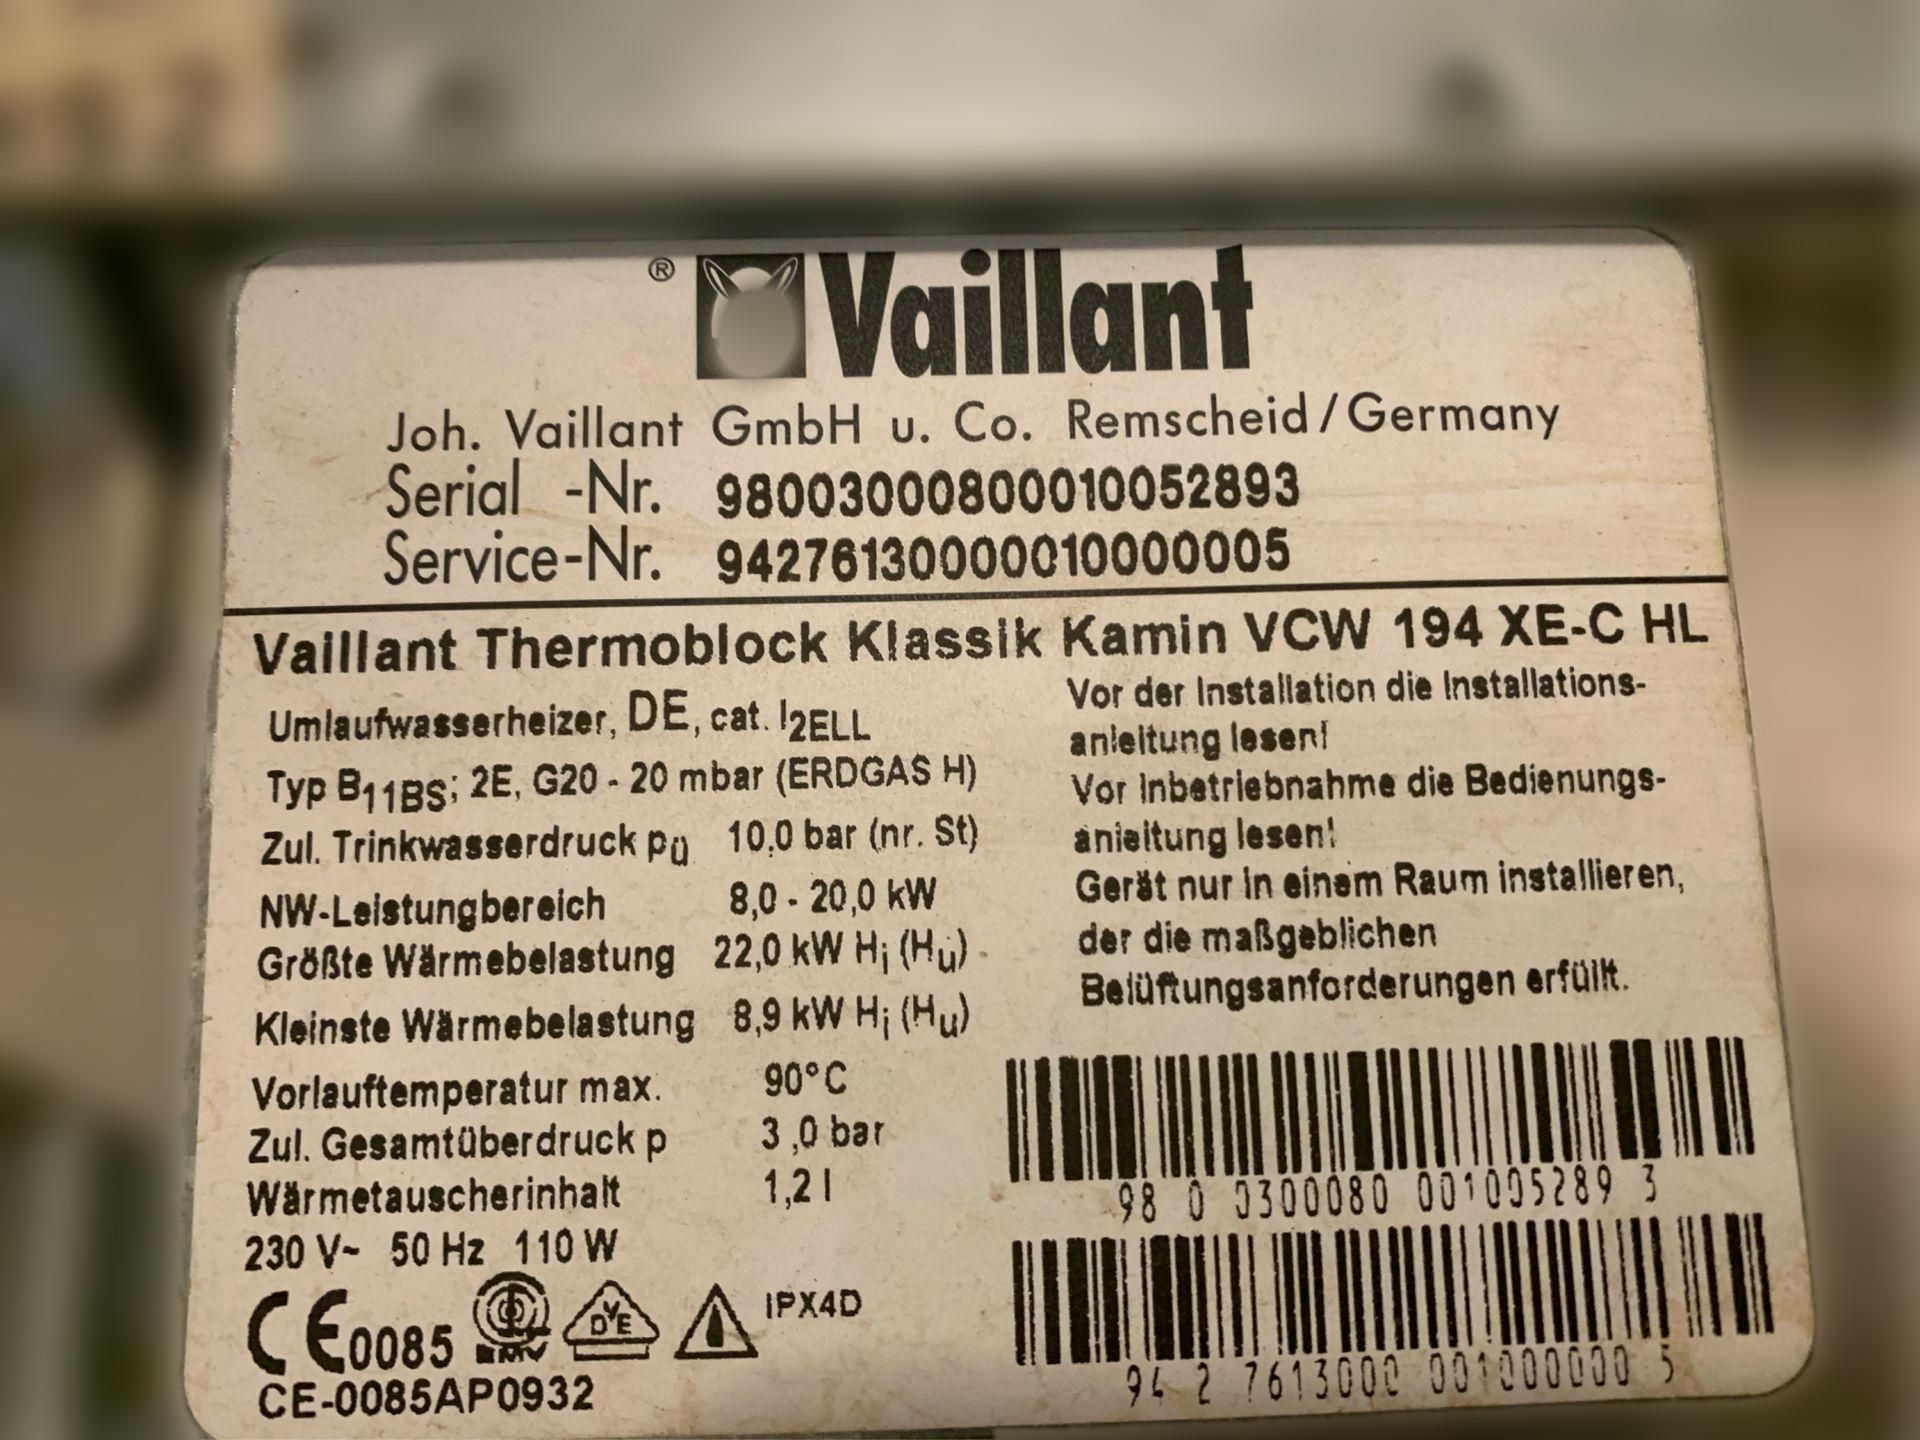 ® Vaillant
Joh. Vaillant GmbH u. Co. Remscheid/Germany
Serial -Nr. 98003000800010052893
Service-Nr. 94276130000010000005
Vaillant Thermoblock Klassik Kamin VCW 194 XE-C HL
Umlaufwasserheizer, DE, cat. I2ELL
Typ B11BS; 2E, G20 - 20 mbar (ERDGAS H)
Zul. Trinkwasserdruck pü 10,0 bar (nr. St)
NW-Leistungbereich 8,0 - 20,0 kW
Größte Wärmebelastung 22,0 kW Hi (Hu)
Kleinste Wärmebelastung 8,9 kW Hi (Hu)
Vorlauftemperatur max. 90°C
Zul. Gesamtüberdruck p 3,0 bar
Wärmetauscherinhalt 1,2 l
230 V~ 50 Hz 110 W
CE0085 EMV DVE IPX4D
CE-0085AP0932
Vor der Installation die Installations-
anleitung lesen!
Vor Inbetriebnahme die Bedienungs-
anleitung lesen!
Gerät nur in einem Raum installieren,
der die maßgeblichen
Belüftungsanforderungen erfüllt.
98 0 0300080 001005289 3
94 2 7613000 001000000 5